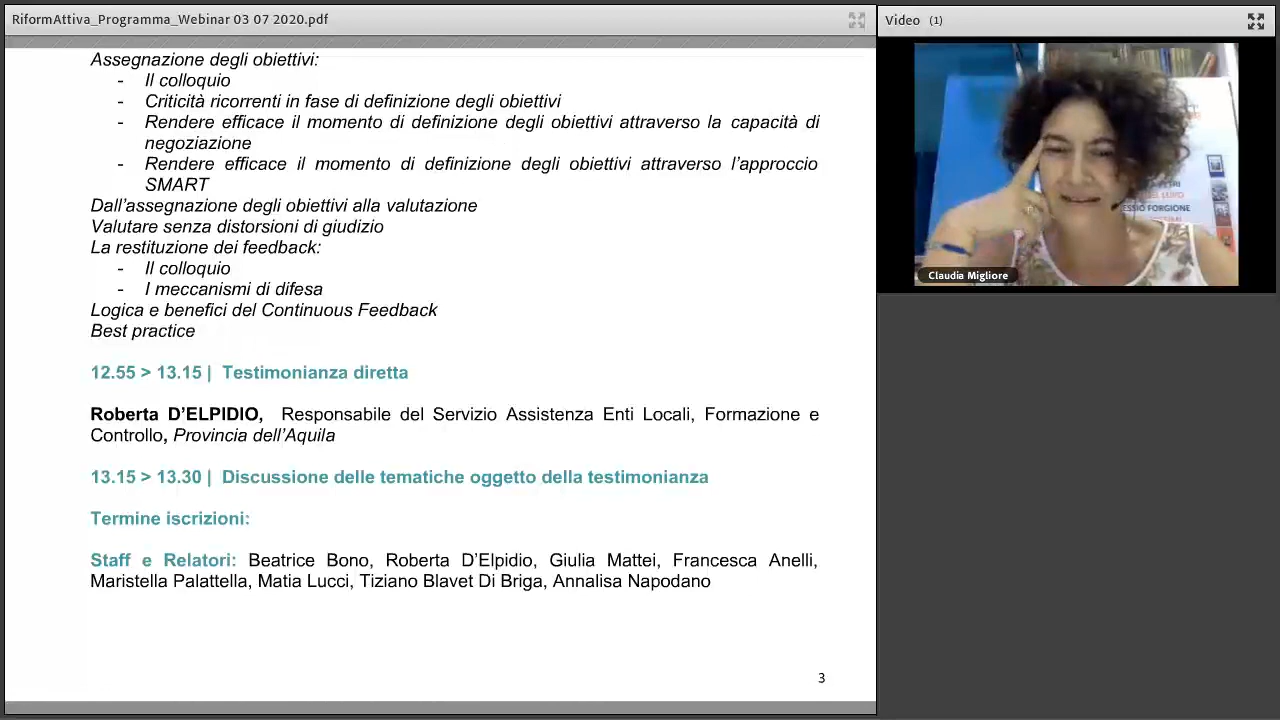 RiformAttiva_Programma_Webinar 03 07 2020.pdf
Video (1)
Assegnazione degli obiettivi:
- Il colloquio
- Criticità ricorrenti in fase di definizione degli obiettivi
- Rendere efficace il momento di definizione degli obiettivi attraverso la capacità di
negoziazione
- Rendere efficace il momento di definizione degli obiettivi attraverso l'approccio
SMART
Dall'assegnazione degli obiettivi alla valutazione
Valutare senza distorsioni di giudizio
La restituzione dei feedback:
- Il colloquio
- I meccanismi di difesa
Logica e benefici del Continuous Feedback
Best practice
12.55 > 13.15 | Testimonianza diretta
Roberta D'ELPIDIO, Responsabile del Servizio Assistenza Enti Locali, Formazione e
Controllo, Provincia dell'Aquila
13.15 > 13.30 | Discussione delle tematiche oggetto della testimonianza
Termine iscrizioni:
Staff e Relatori: Beatrice Bono, Roberta D'Elpidio, Giulia Mattei, Francesca Anelli,
Maristella Palattella, Matia Lucci, Tiziano Blavet Di Briga, Annalisa Napodano
3
ESSIO FORGIONE
Claudia Migliore